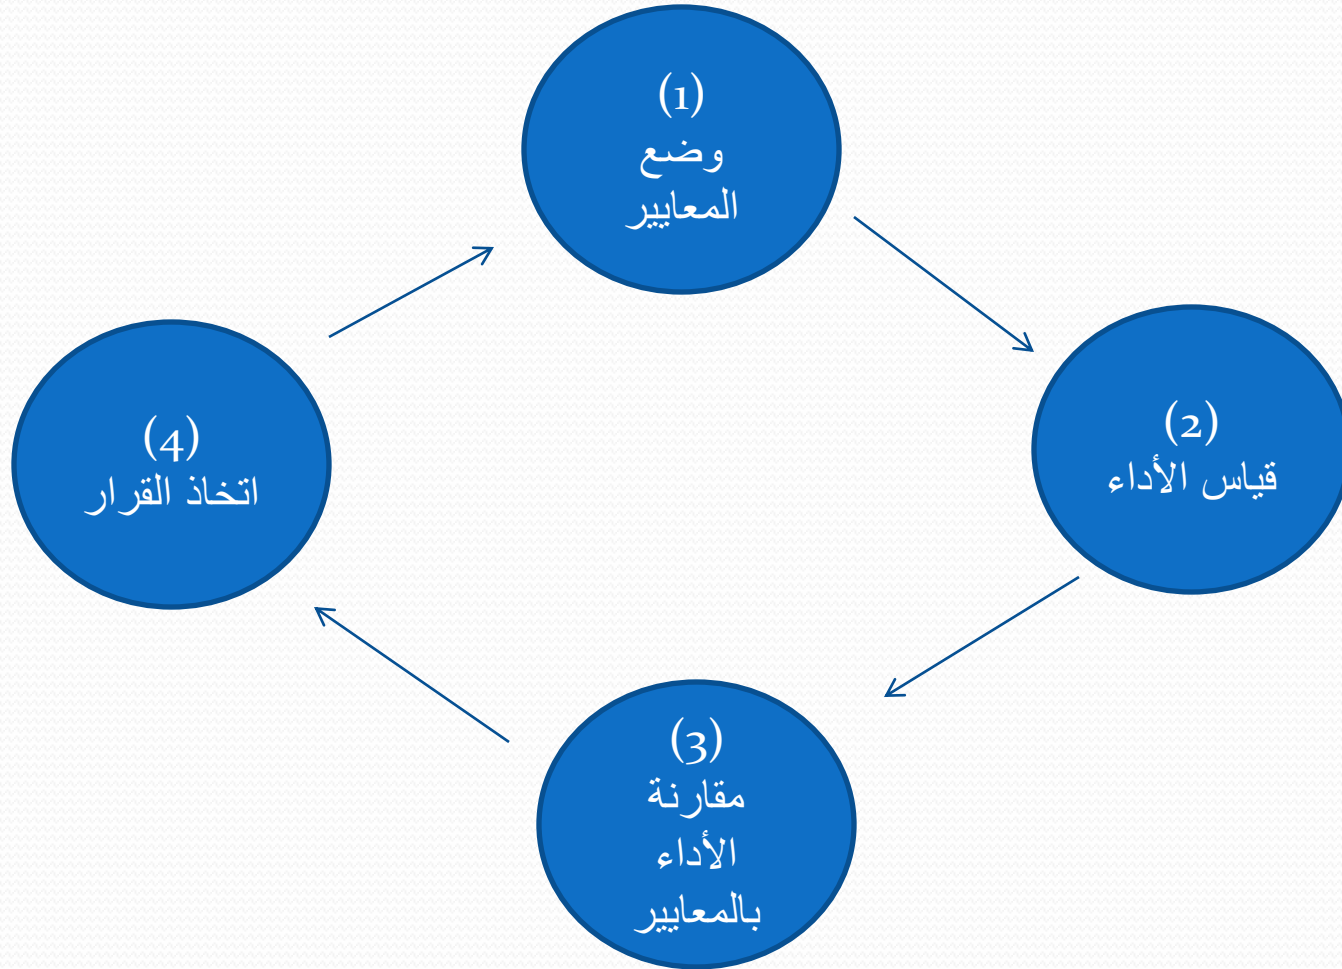 (1)
وضع
المعايير
(2)
قياس الأداء
(3)
مقارنة
الأداء
بالمعايير
(4)
اتخاذ القرار